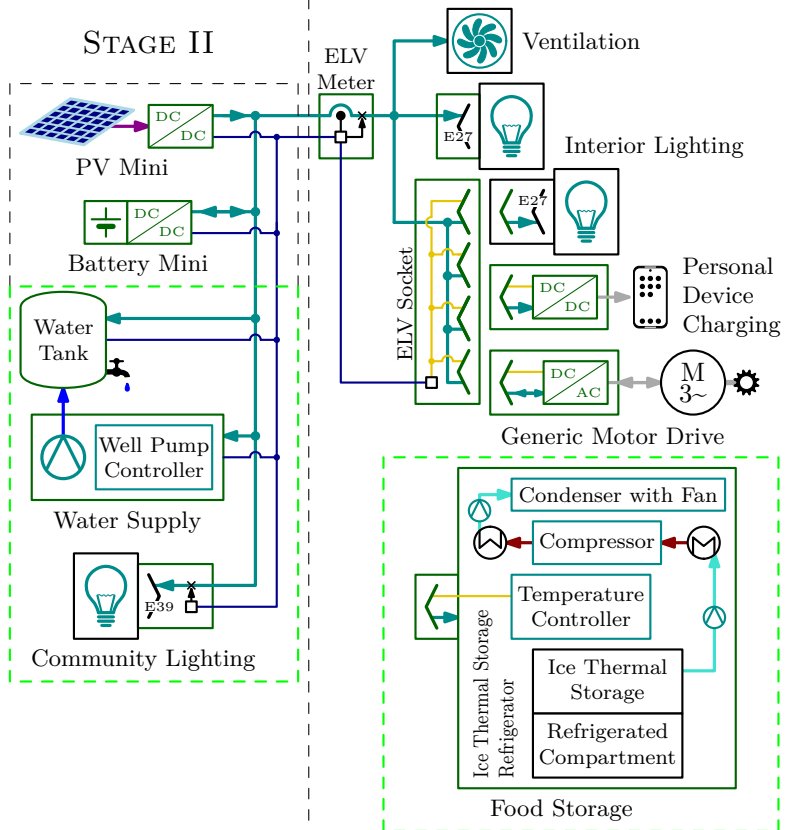 STAGE II
ELV
Meter
Ventilation
DC
DC
PV Mini
E27
Interior Lighting
E27
DC
DC
Battery Mini
ELV Socket
DC
DC
Personal
Device
Charging
Water
Tank
DC
AC
M
3~
Generic Motor Drive
Well Pump
Controller
Water Supply
E39
Community Lighting
Condenser with Fan
Compressor
Temperature
Controller
Ice Thermal Storage
Refrigerator
Ice Thermal
Storage
Refrigerated
Compartment
Food Storage